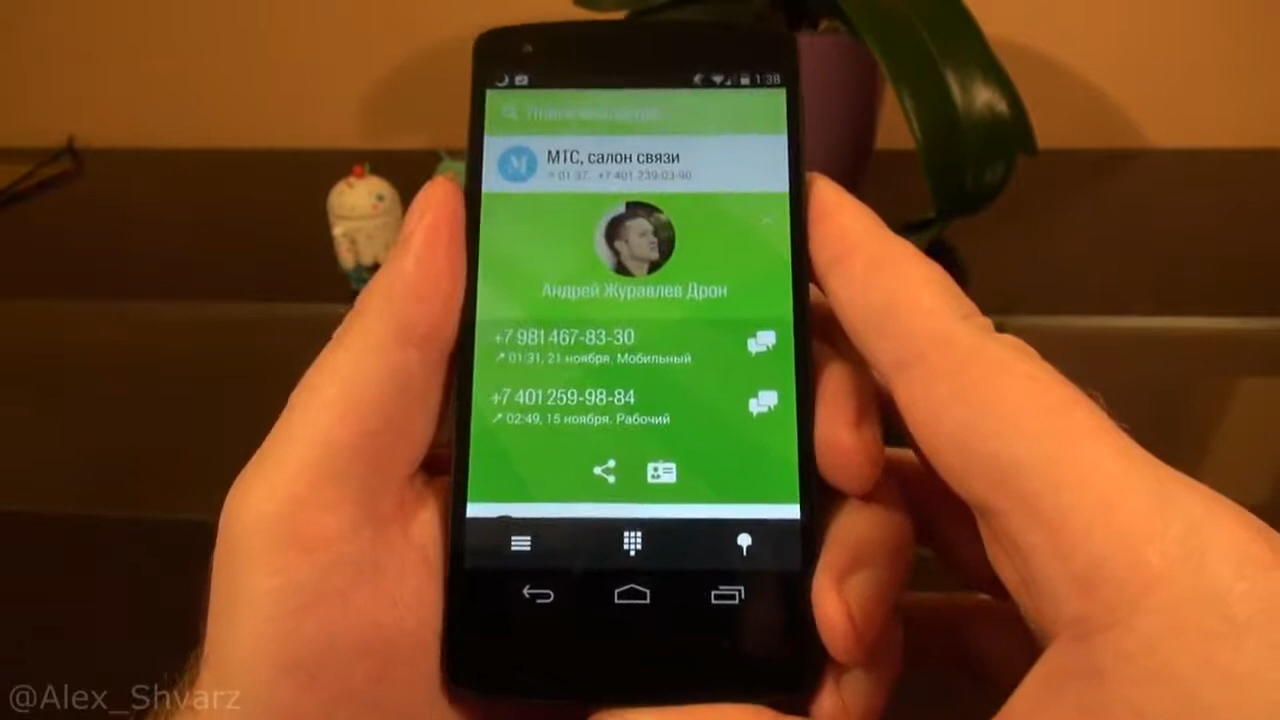 1:38
МТС, салон связи
01:37, +7 401 239-03-90
Андрей Журавлев Дрон
+7 981 467-83-30
01:31, 21 ноября, Мобильный
+7 401 259-98-84
02:49, 15 ноября. Рабочий
@Alex_Shvarz